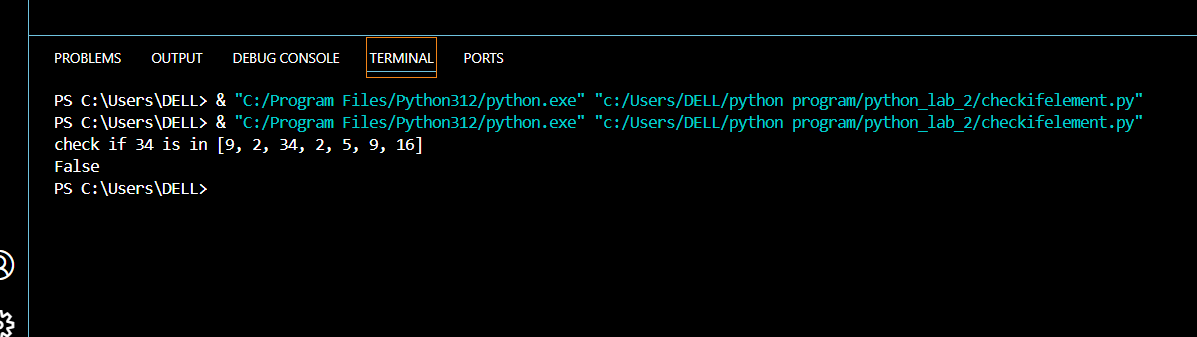 PROBLEMS OUTPUT DEBUG CONSOLE TERMINAL PORTS
PS C:\Users\DELL> & "C:/Program Files/Python312/python.exe" "c:/Users/DELL/python program/python_lab_2/checkifelement.py"
PS C:\Users\DELL> & "C:/Program Files/Python312/python.exe" "c:/Users/DELL/python program/python_lab_2/checkifelement.py"
check if 34 is in [9, 2, 34, 2, 5, 9, 16]
False
PS C:\Users\DELL>